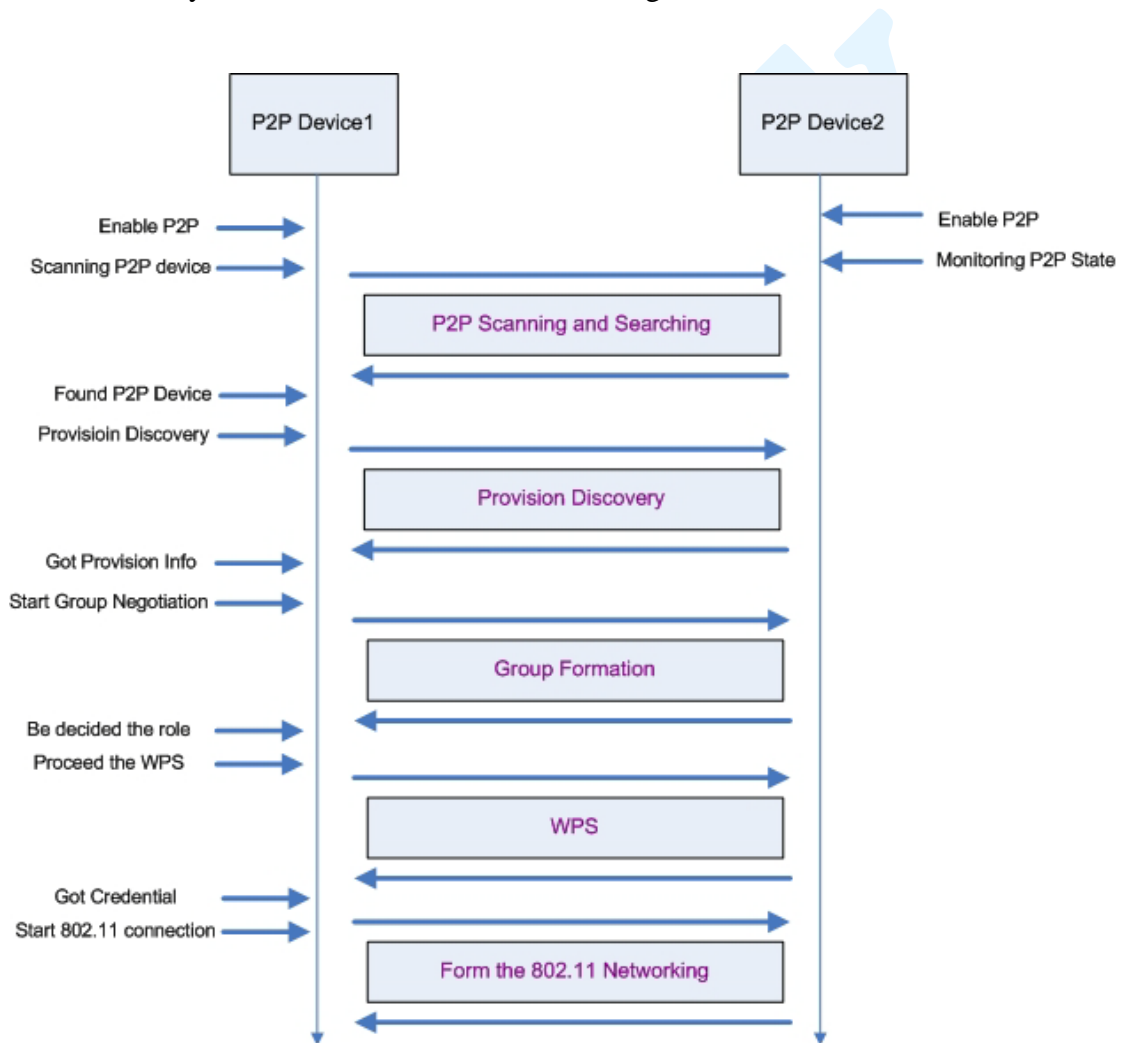 P2P Device1
P2P Device2
Enable P2P
Enable P2P
Scanning P2P device
Monitoring P2P State
P2P Scanning and Searching
Found P2P Device
Provisioin Discovery
Provision Discovery
Got Provision Info
Start Group Negotiation
Group Formation
Be decided the role
Proceed the WPS
WPS
Got Credential
Start 802.11 connection
Form the 802.11 Networking